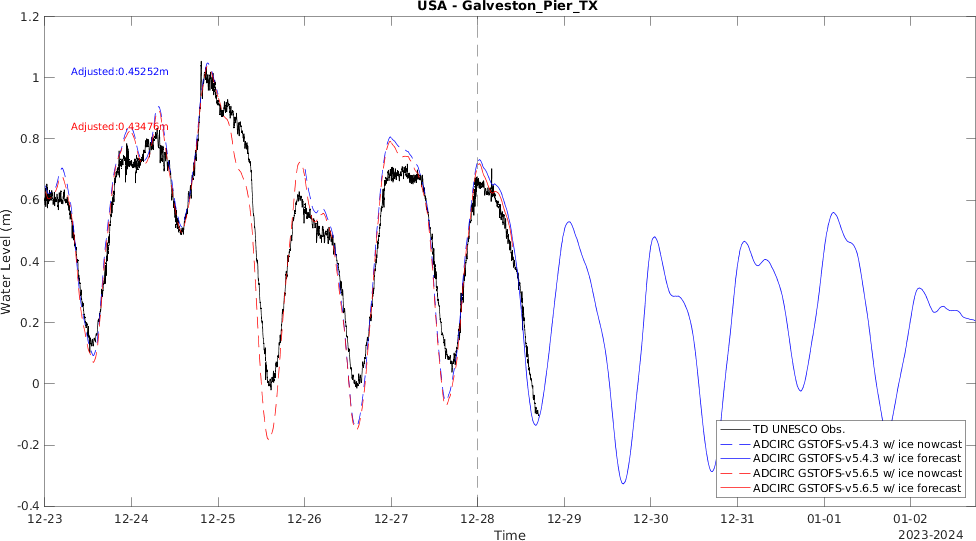 USA - Galveston_Pier_TX
1.2
1
0.8
0.6
0.4
0.2
0
-0.2
-0.4
Water Level (m)
Adjusted:0.45252m
Adjusted:0.43476m
TD UNESCO Obs.
ADCIRC GSTOFS-v5.4.3 w/ ice nowcast
ADCIRC GSTOFS-v5.4.3 w/ ice forecast
ADCIRC GSTOFS-v5.6.5 w/ ice nowcast
ADCIRC GSTOFS-v5.6.5 w/ ice forecast
12-23 12-24 12-25 12-26 12-27 12-28 12-29 12-30 12-31 01-01 01-02
Time
2023-2024